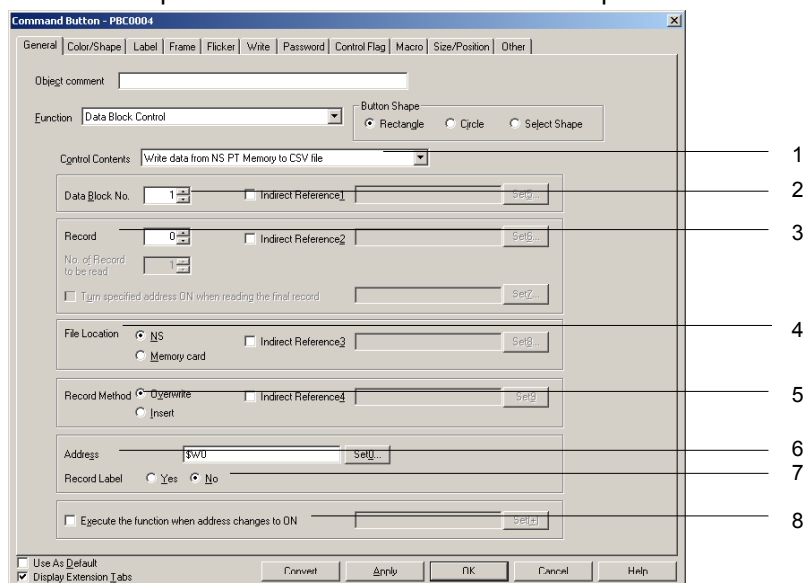 Command Button - PBC0004
General Color/Shape Label Frame Flicker Write Password Control Flag Macro Size/Position Other
Object comment
Function Data Block Control
Button Shape
Rectangle Circle Select Shape
Control Contents Write data from NS PT Memory to CSV file 1
Data Block No. 1 Indirect Reference1 Set5... 2
Record 0 Indirect Reference2 Set6... 3
No. of Record
to be read 1
Turn specified address ON when reading the final record Set7...
File Location NS Indirect Reference3 Set8... 4
Memory card
Record Method Overwrite Indirect Reference4 Set9 5
Insert
Address $W0 Set0... 6
Record Label Yes No 7
Execute the function when address changes to ON Set[+] 8
Use As Default
Display Extension Tabs
Convert Apply OK Cancel Help